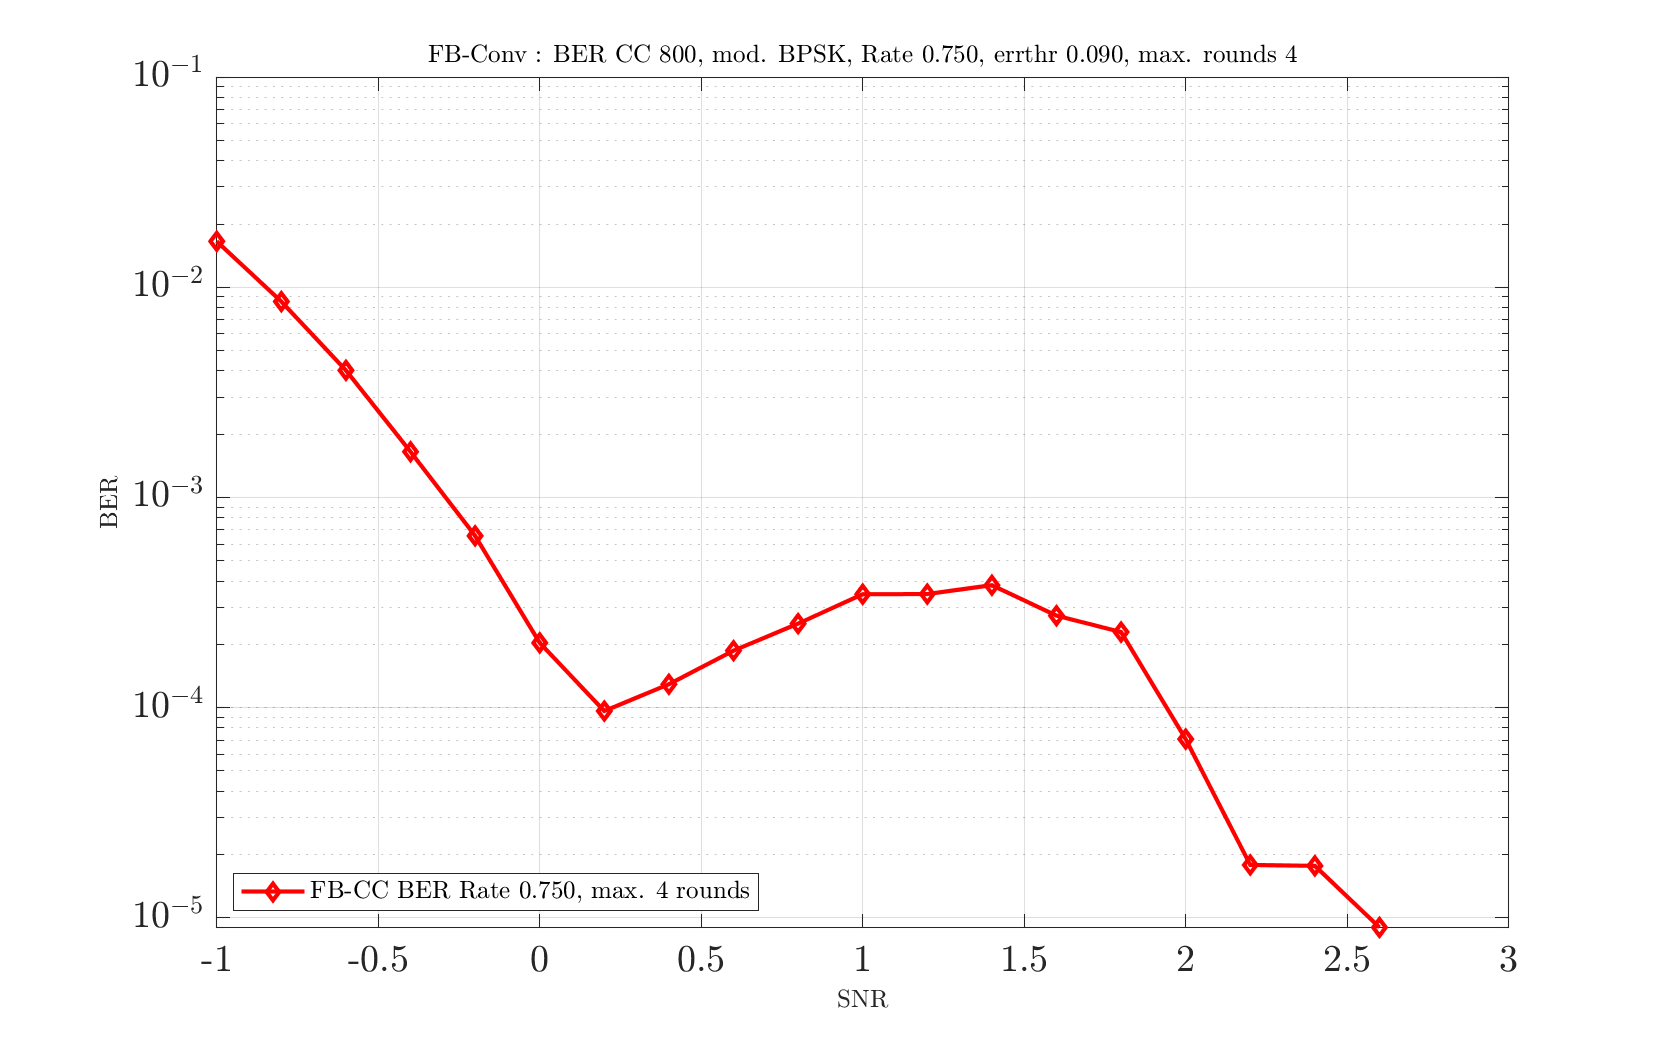 FB-Conv : BER CC 800, mod. BPSK, Rate 0.750, errthr 0.090, max. rounds 4
10^{-1}
10^{-2}
10^{-3}
10^{-4}
10^{-5}
BER
FB-CC BER Rate 0.750, max. 4 rounds
-1 -0.5 0 0.5 1 1.5 2 2.5 3
SNR